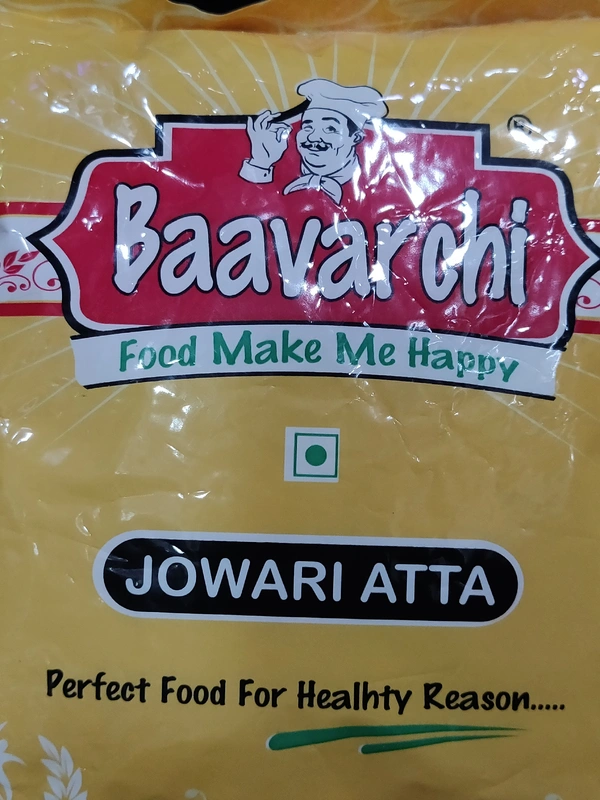 Baavarchi
Food Make Me Happy
JOWARI ATTA
Perfect Food For Healhty Reason.....